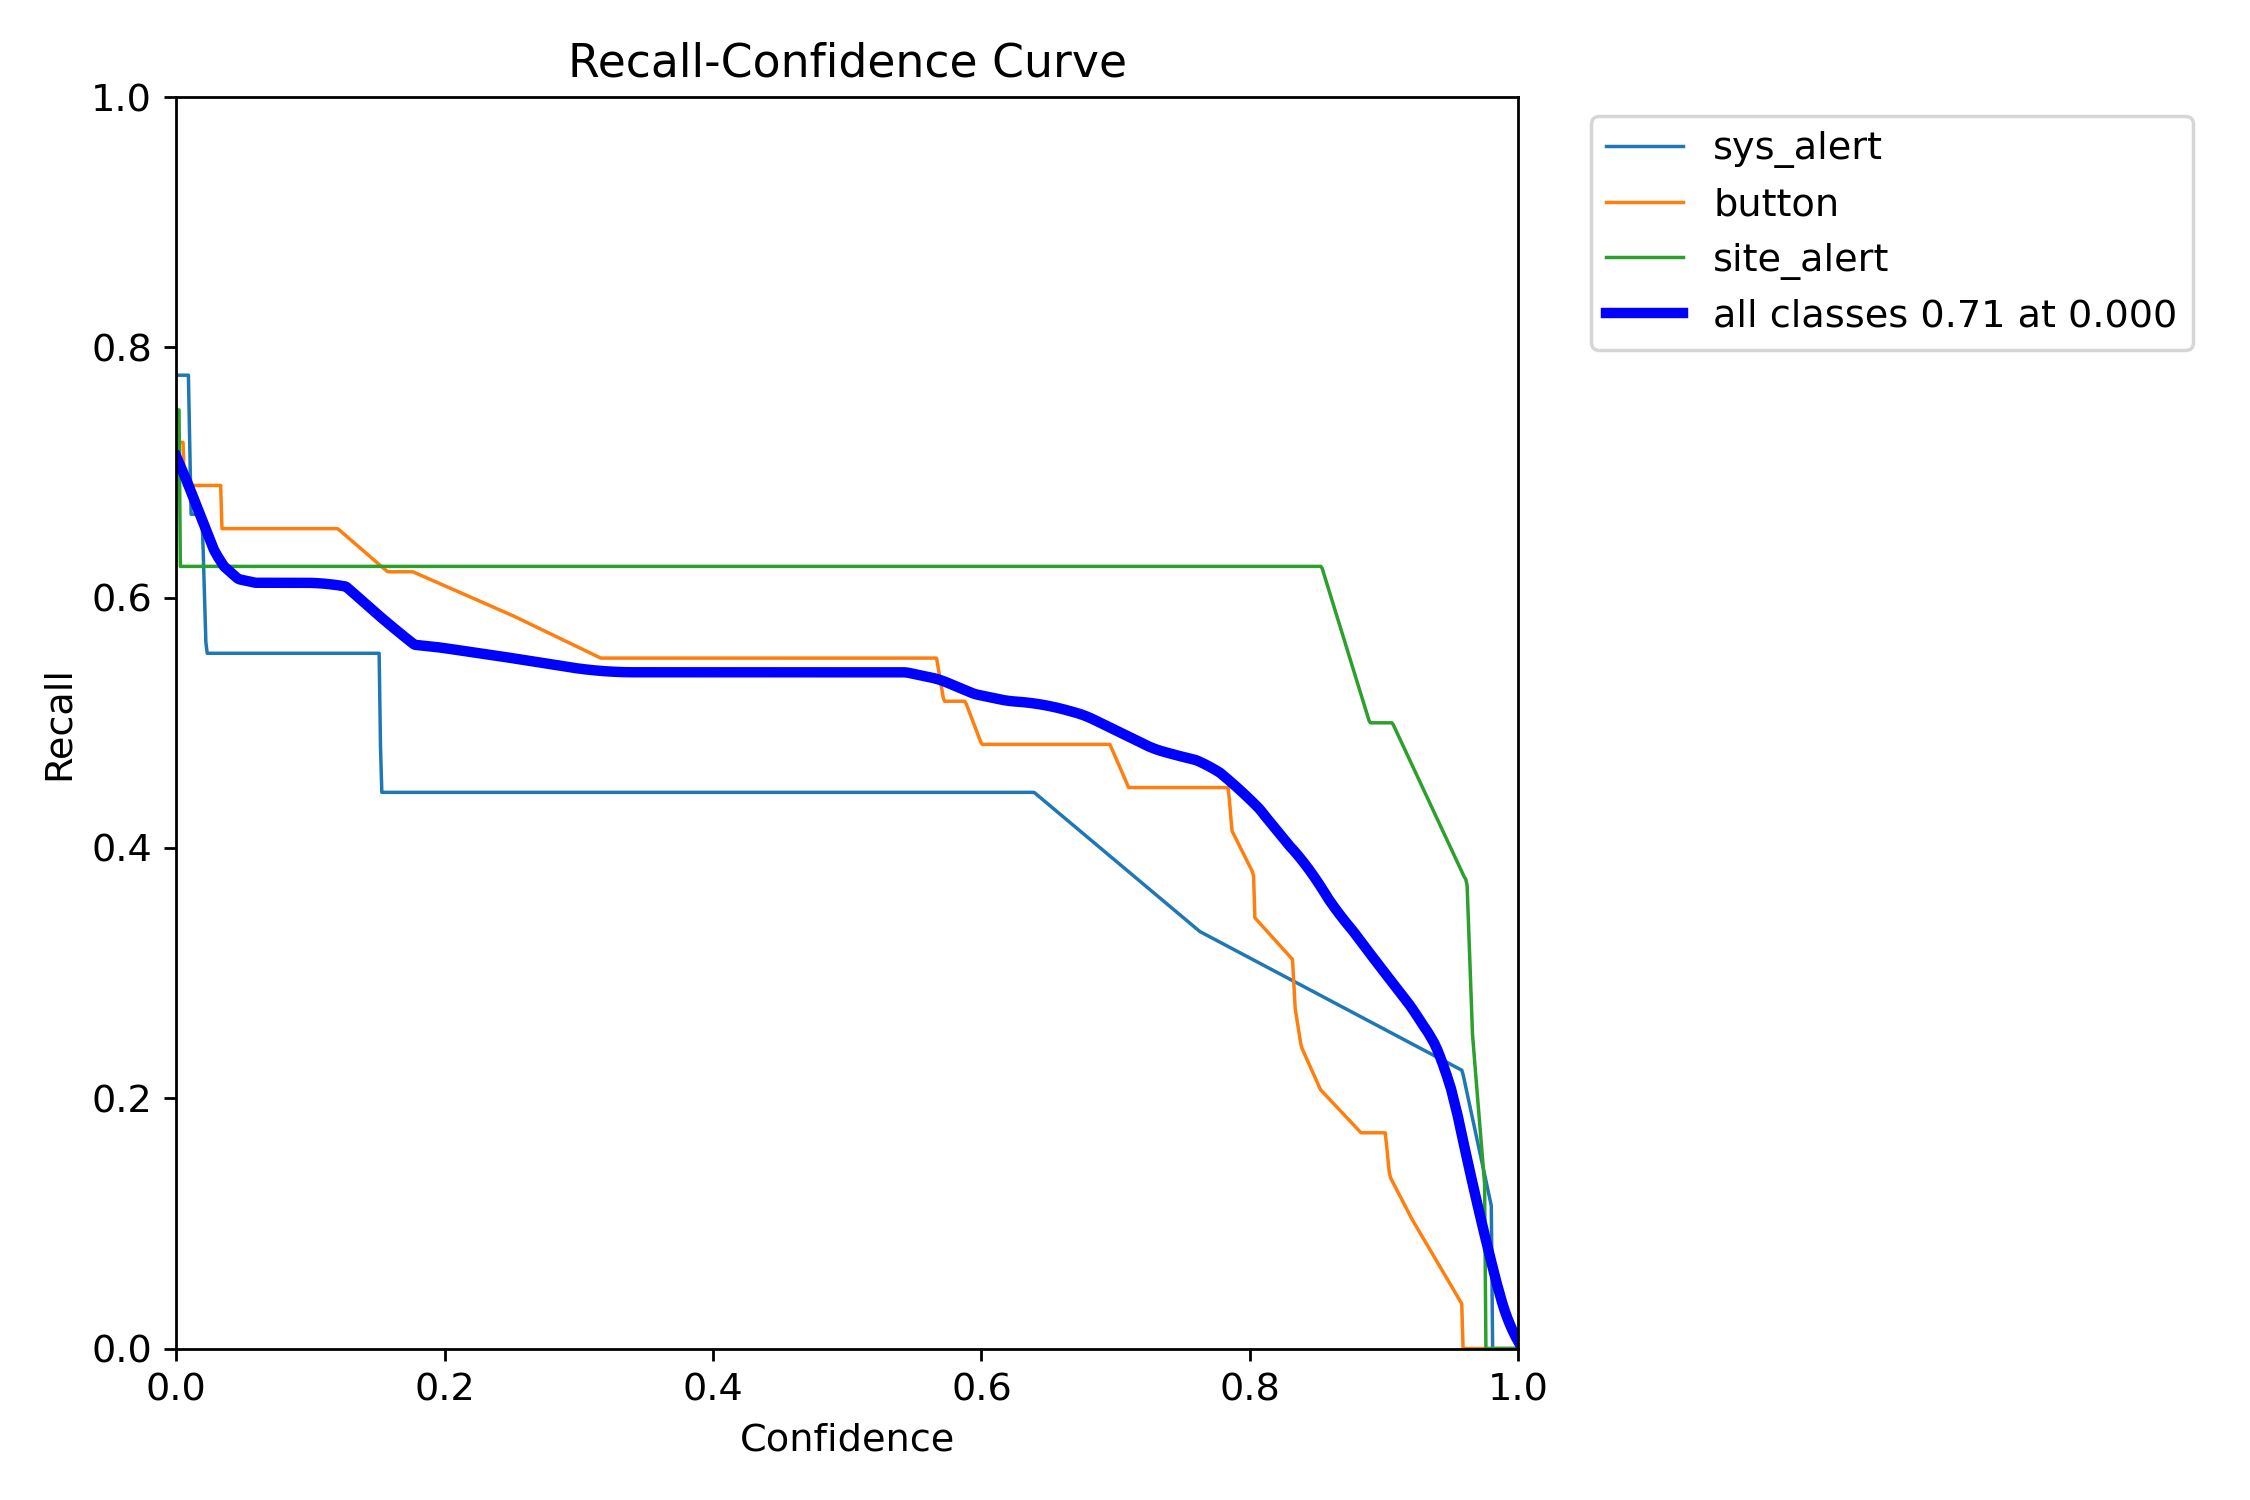 Recall-Confidence Curve
1.0
0.8
0.6
0.4
0.2
0.0
Recall
0.0 0.2 0.4 0.6 0.8 1.0
Confidence
sys_alert
button
site_alert
all classes 0.71 at 0.000